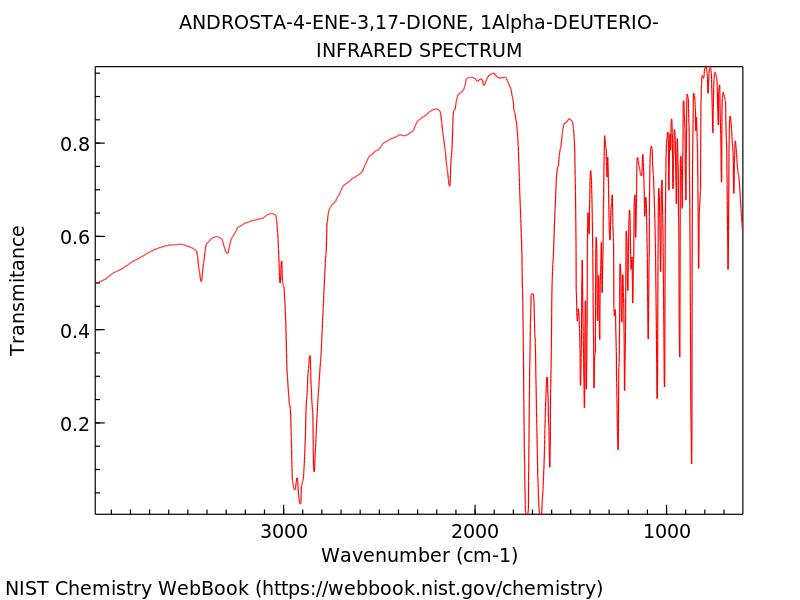 ANDROSTA-4-ENE-3,17-DIONE, 1Alpha-DEUTERIO-
INFRARED SPECTRUM
Transmitance
0.8
0.6
0.4
0.2
3000 2000 1000
Wavenumber (cm-1)
NIST Chemistry WebBook (https://webbook.nist.gov/chemistry)